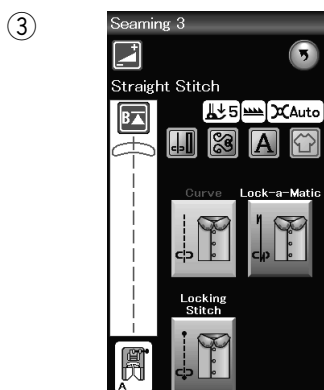 ③
Seaming 3
Straight Stitch
B
5
Auto
A
Curve
Lock-a-Matic
Locking
Stitch
A